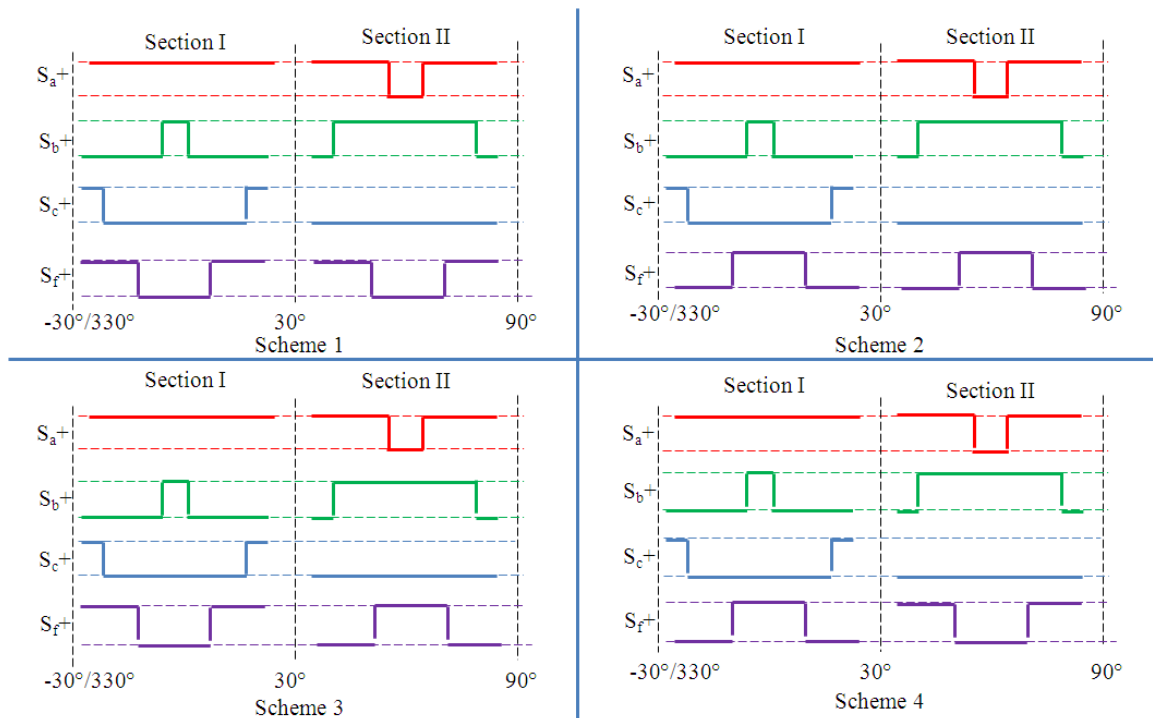 Section I
Section II
Sa+
Sb+
Sc+
Sf+
-30°/330°
30°
90°
Scheme 1
Section I
Section II
Sa+
Sb+
Sc+
Sf+
-30°/330°
30°
90°
Scheme 2
Section I
Section II
Sa+
Sb+
Sc+
Sf+
-30°/330°
30°
90°
Scheme 3
Section I
Section II
Sa+
Sb+
Sc+
Sf+
-30°/330°
30°
90°
Scheme 4